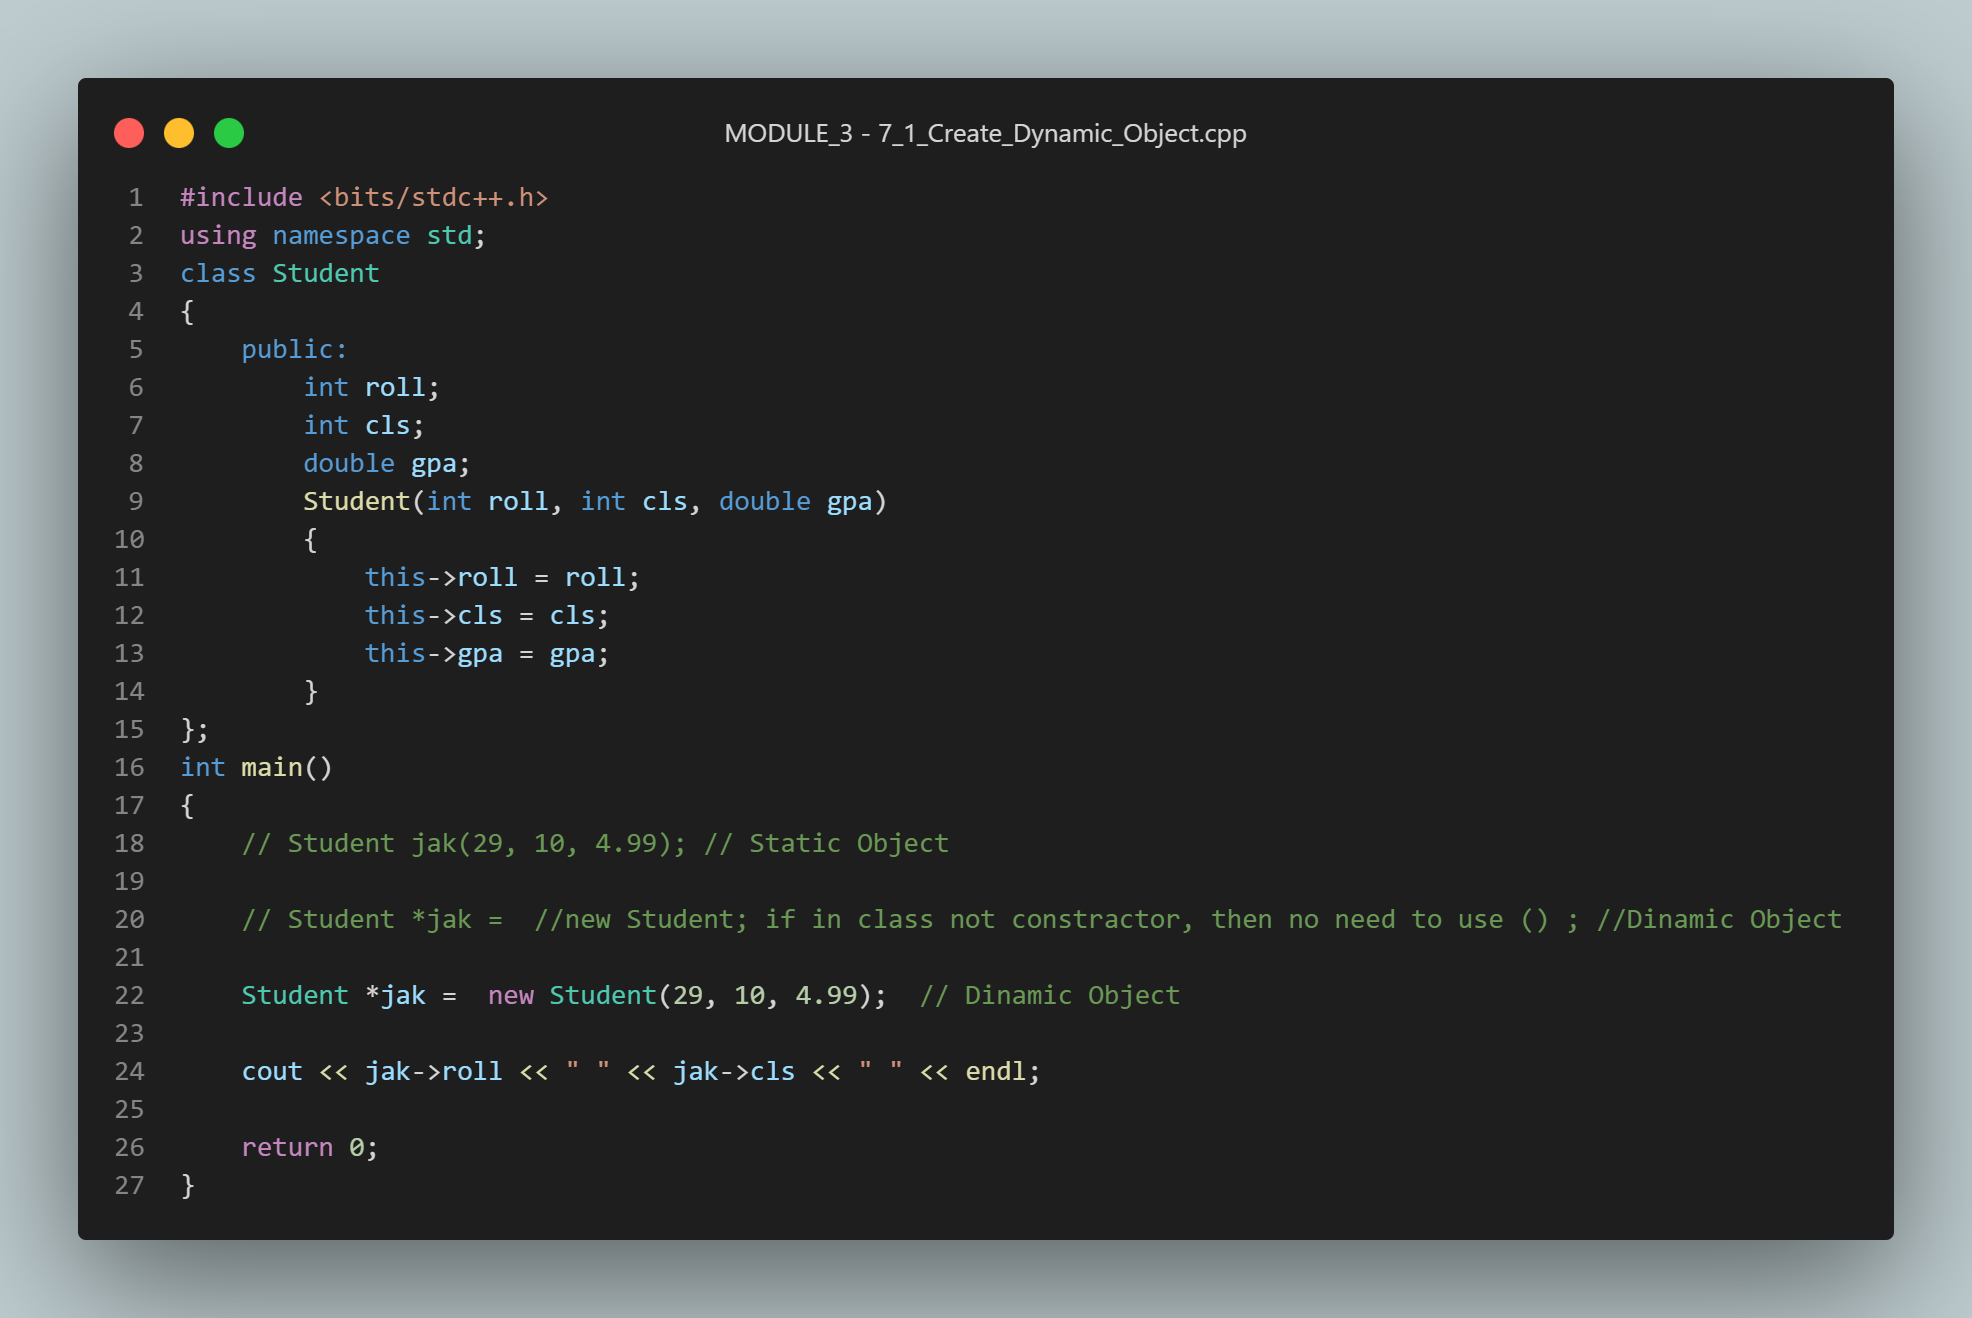 MODULE_3 - 7_1_Create_Dynamic_Object.cpp
1 #include <bits/stdc++.h>
2 using namespace std;
3 class Student
4 {
5     public:
6         int roll;
7         int cls;
8         double gpa;
9         Student(int roll, int cls, double gpa)
10         {
11             this->roll = roll;
12             this->cls = cls;
13             this->gpa = gpa;
14         }
15 };
16 int main()
17 {
18     // Student jak(29, 10, 4.99); // Static Object
19
20     // Student *jak =  //new Student; if in class not constractor, then no need to use () ; //Dinamic Object
21
22     Student *jak =  new Student(29, 10, 4.99);  // Dinamic Object
23
24     cout << jak->roll << " " << jak->cls << " " << endl;
25
26     return 0;
27 }